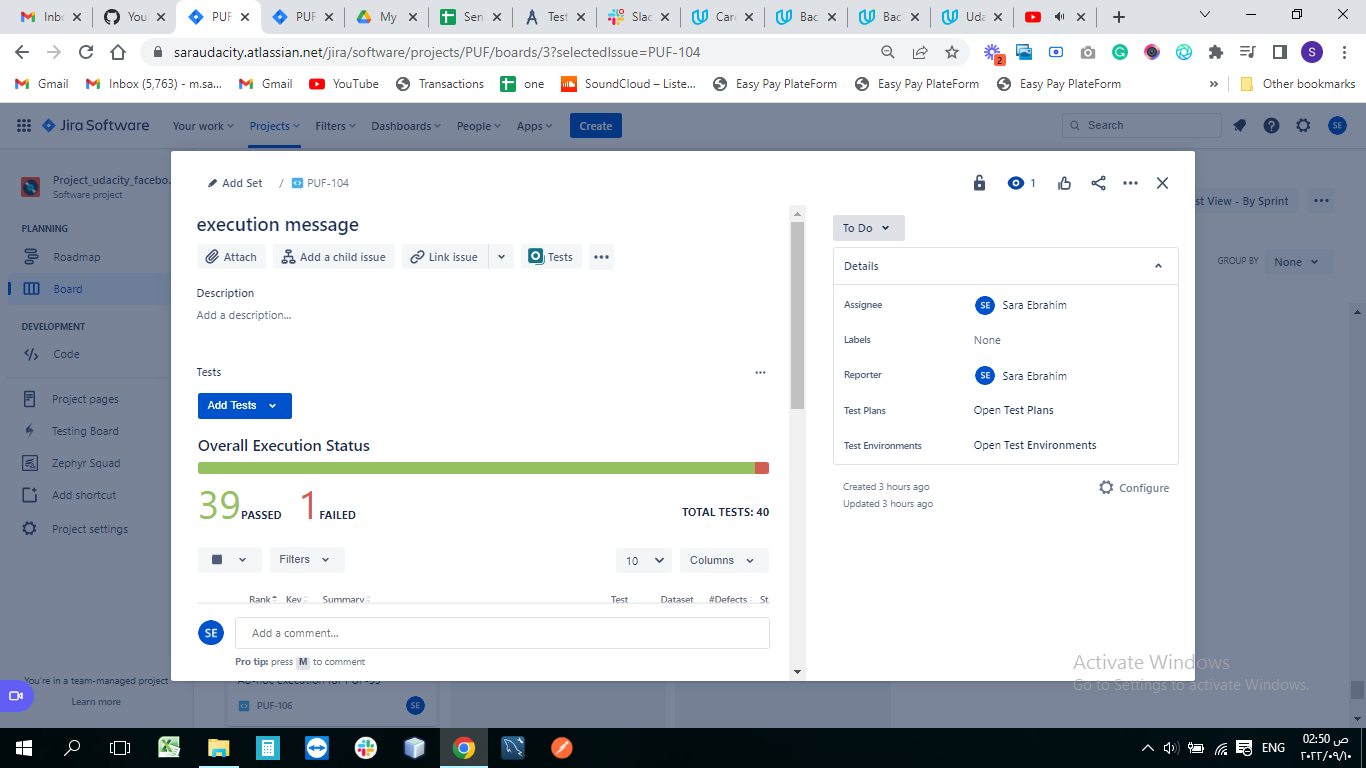 Inb
You
PUF
PUF
My
Sen
Test
Slac
Car
Bac
Bac
Uda
saraudacity.atlassian.net/jira/software/projects/PUF/boards/3?selectedIssue=PUF-104
2
S
Gmail
Inbox (5,763) - m.sa...
Gmail
YouTube
Transactions
one
SoundCloud – Liste...
Easy Pay PlateForm
Easy Pay PlateForm
Easy Pay PlateForm
»
Other bookmarks
Jira Software
Your work
Projects
Filters
Dashboards
People
Apps
Create
Search
SE
Project_udacity_facebo.
Software project
PLANNING
Roadmap
Board
DEVELOPMENT
Code
Project pages
Testing Board
Zephyr Squad
Add shortcut
Project settings
You're in a team-managed project
Learn more
st View - By Sprint
GROUP BY
None
Add Set / PUF-104
1
execution message
Attach
Add a child issue
Link issue
Tests
Description
Add a description...
Tests
Add Tests
Overall Execution Status
39 PASSED 1 FAILED
TOTAL TESTS: 40
Filters
10
Columns
Rank Key Summary Test Dataset #Defects St
SE
Add a comment...
Pro tip: press M to comment
To Do
Details
Assignee
SE Sara Ebrahim
Labels
None
Reporter
SE Sara Ebrahim
Test Plans
Open Test Plans
Test Environments
Open Test Environments
Created 3 hours ago
Updated 3 hours ago
Configure
PUF-106
SE
Activate Windows
Go to Settings to activate Windows.
ENG
02:50 ص
٢٠٢٢/٠٩/١٠